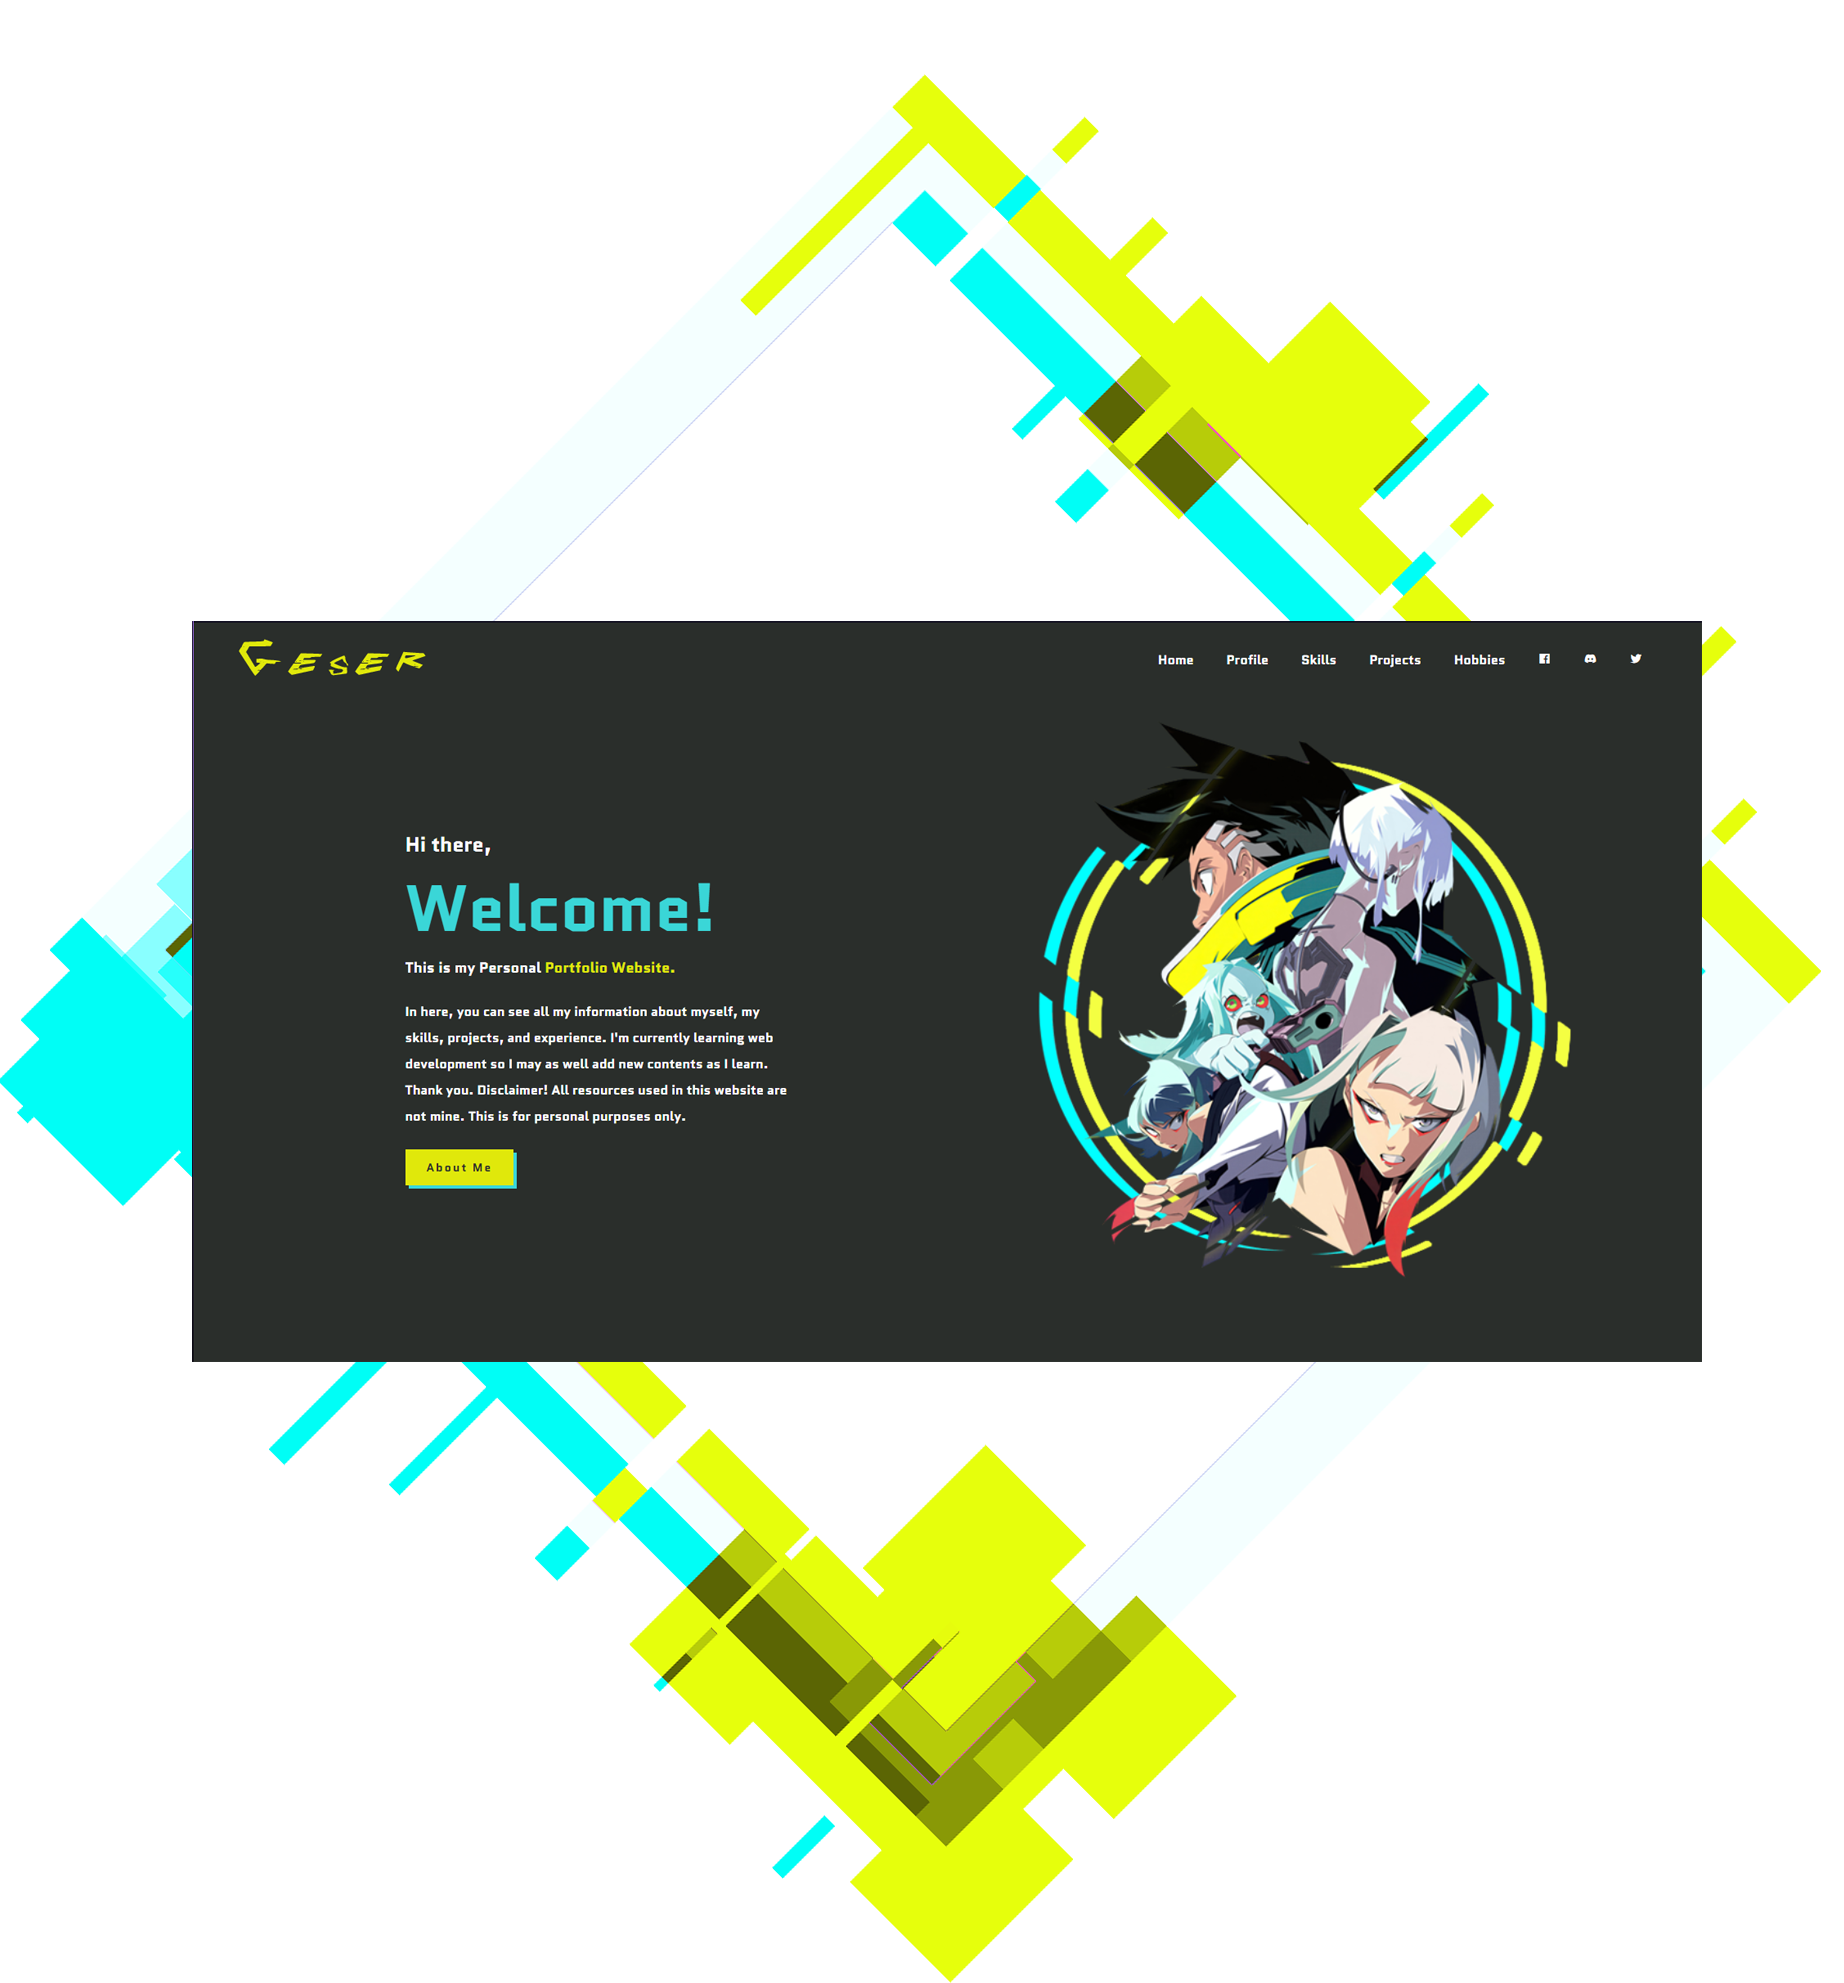 GESER
Home Profile Skills Projects Hobbies
Hi there,
Welcome!
This is my Personal Portfolio Website.
In here, you can see all my information about myself, my
skills, projects, and experience. I'm currently learning web
development so I may as well add new contents as I learn.
Thank you. Disclaimer! All resources used in this website are
not mine. This is for personal purposes only.
About Me